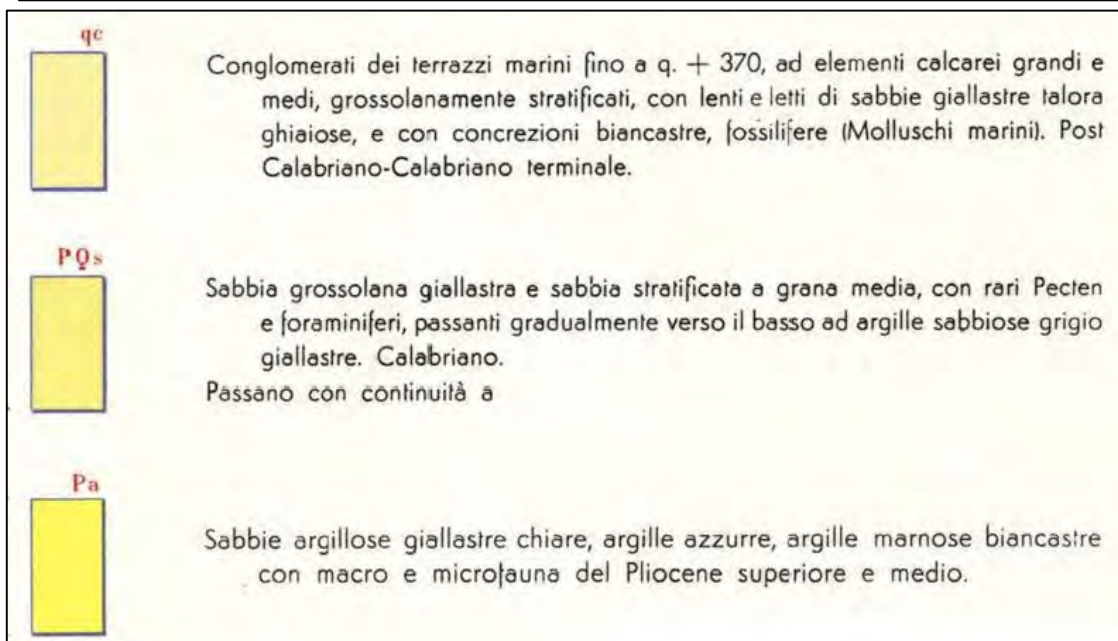 qc
Conglomerati dei terrazzi marini fino a q. + 370, ad elementi calcarei grandi e
medi, grossolanamente stratificati, con lenti e letti di sabbie giallastre talora
ghiaiose, e con concrezioni biancastre, fossilifere (Molluschi marini). Post
Calabriano-Calabriano terminale.
PQs
Sabbia grossolana giallastra e sabbia stratificata a grana media, con rari Pecten
e foraminiferi, passanti gradualmente verso il basso ad argille sabbiose grigio
giallastre. Calabriano.
Passano con continuità a
Pa
Sabbie argillose giallastre chiare, argille azzurre, argille marnose biancastre
con macro e microfauna del Pliocene superiore e medio.